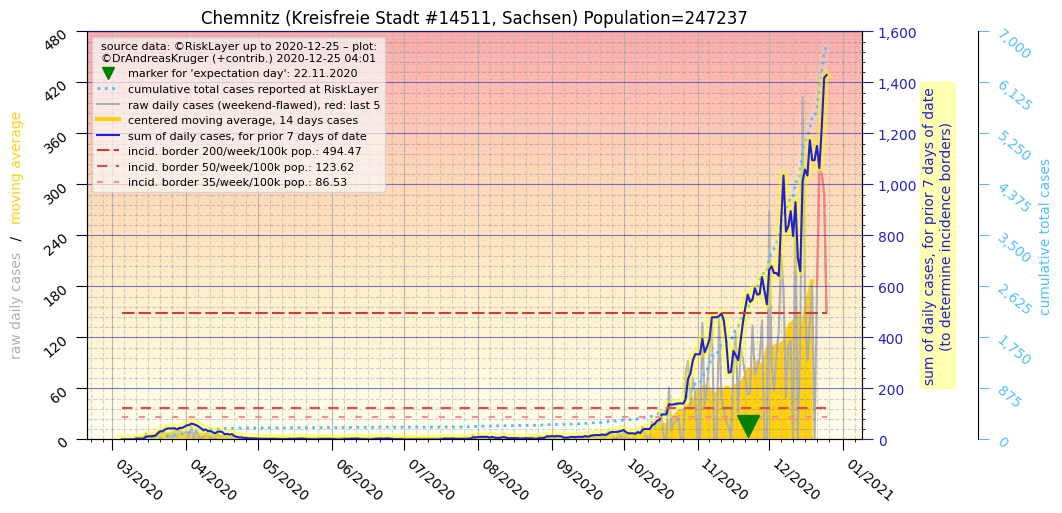 Chemnitz (Kreisfreie Stadt #14511, Sachsen) Population=247237
source data: ©RiskLayer up to 2020-12-25 – plot:
©DrAndreasKruger (+contrib.) 2020-12-25 04:01
marker for 'expectation day': 22.11.2020
cumulative total cases reported at RiskLayer
raw daily cases (weekend-flawed), red: last 5
centered moving average, 14 days cases
sum of daily cases, for prior 7 days of date
incid. border 200/week/100k pop.: 494.47
incid. border 50/week/100k pop.: 123.62
incid. border 35/week/100k pop.: 86.53
raw daily cases / moving average
480
420
360
300
240
180
120
60
0
03/2020
04/2020
05/2020
06/2020
07/2020
08/2020
09/2020
10/2020
11/2020
12/2020
01/2021
1,600
1,400
1,200
1,000
800
600
400
200
0
sum of daily cases, for prior 7 days of date
(to determine incidence borders)
7,000
6,125
5,250
4,375
3,500
2,625
1,750
875
0
cumulative total cases